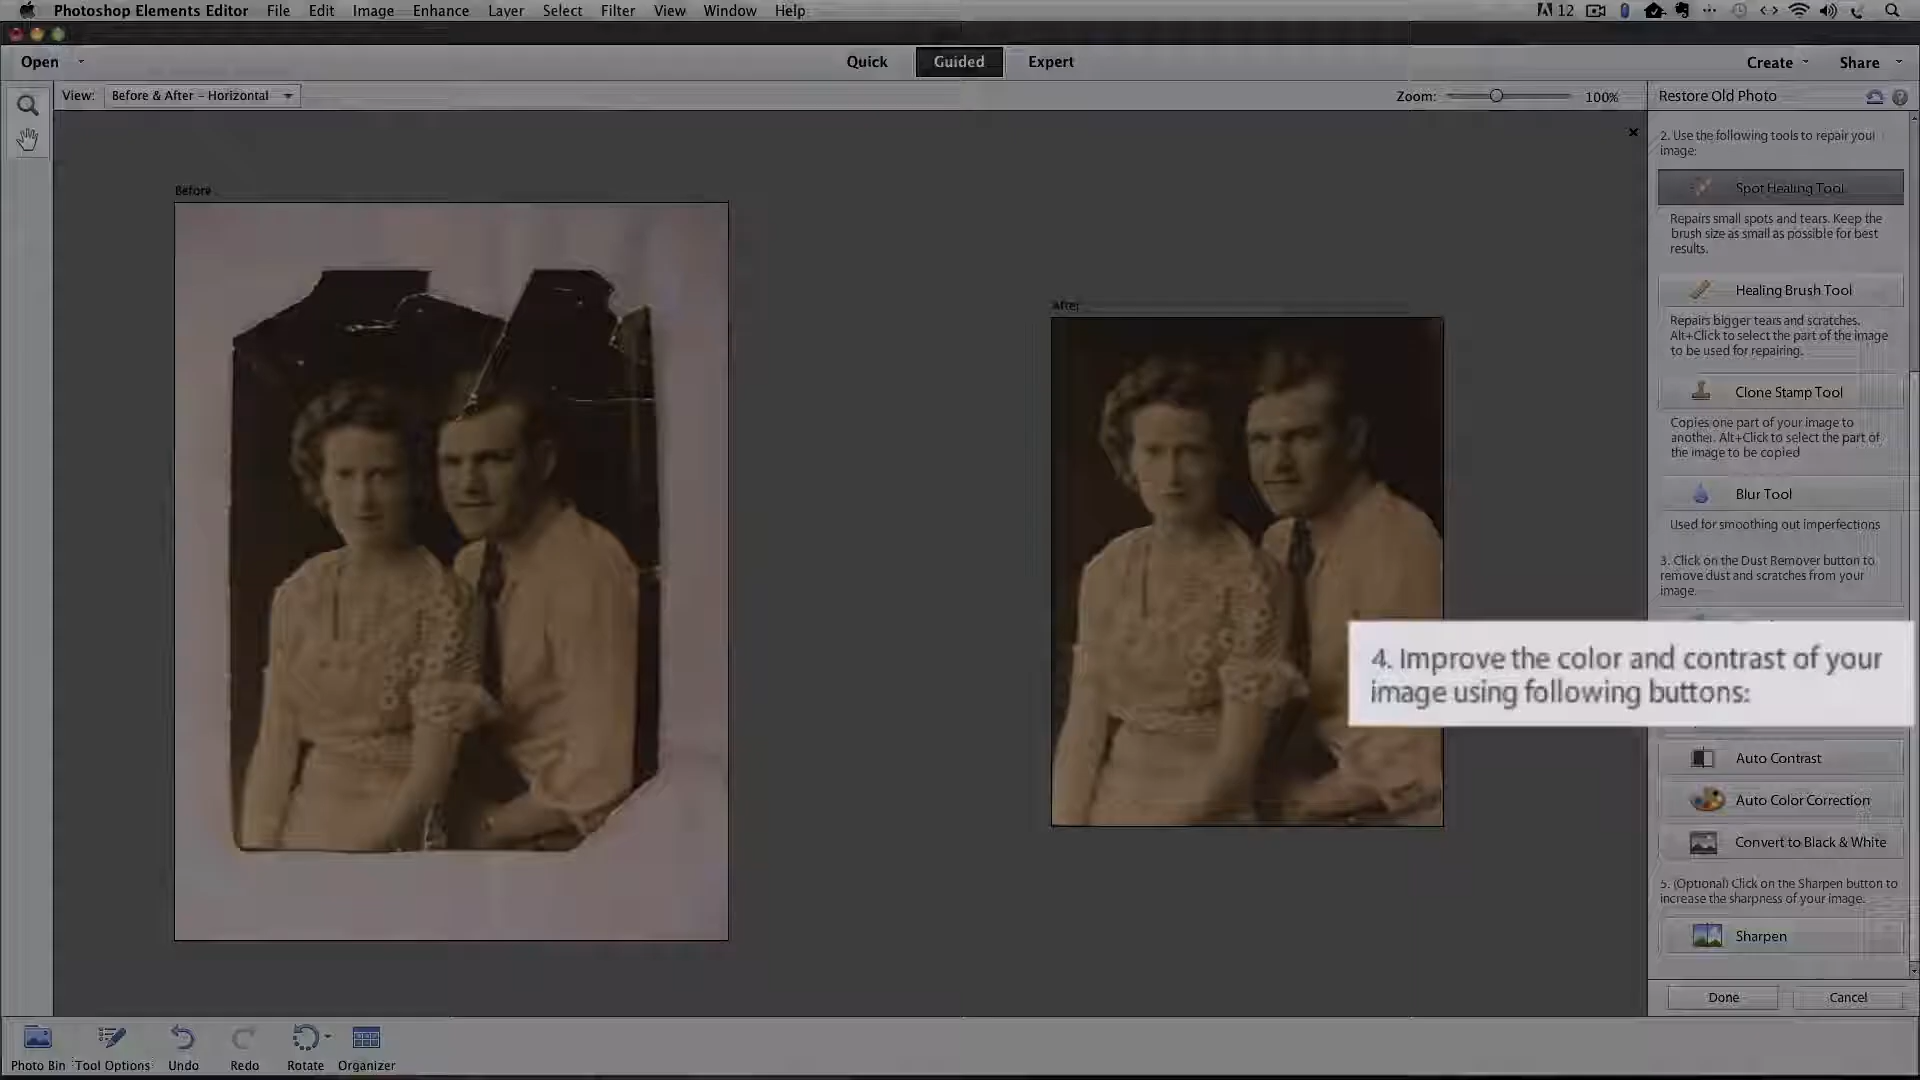 Photoshop Elements Editor File Edit Image Enhance Layer Select Filter View Window Help 12
Open Quick Guided Expert Create Share
View: Before & After - Horizontal Zoom: 100% Restore Old Photo
2. Use the following tools to repair your
image:
Before
Spot Healing Tool
Repairs small spots and tears. Keep the
brush size as small as possible for best
results.
Healing Brush Tool
After
Repairs bigger tears and scratches.
Alt+Click to select the part of the image
to be used for repairing.
Clone Stamp Tool
Copies one part of your image to
another. Alt+Click to select the part of
the image to be copied
Blur Tool
Used for smoothing out imperfections
3. Click on the Dust Remover button to
remove dust and scratches from your
image.
4. Improve the color and contrast of your
image using following buttons:
Auto Contrast
Auto Color Correction
Convert to Black & White
5. (Optional) Click on the Sharpen button to
increase the sharpness of your image.
Sharpen
Done Cancel
Photo Bin Tool Options Undo Redo Rotate Organizer